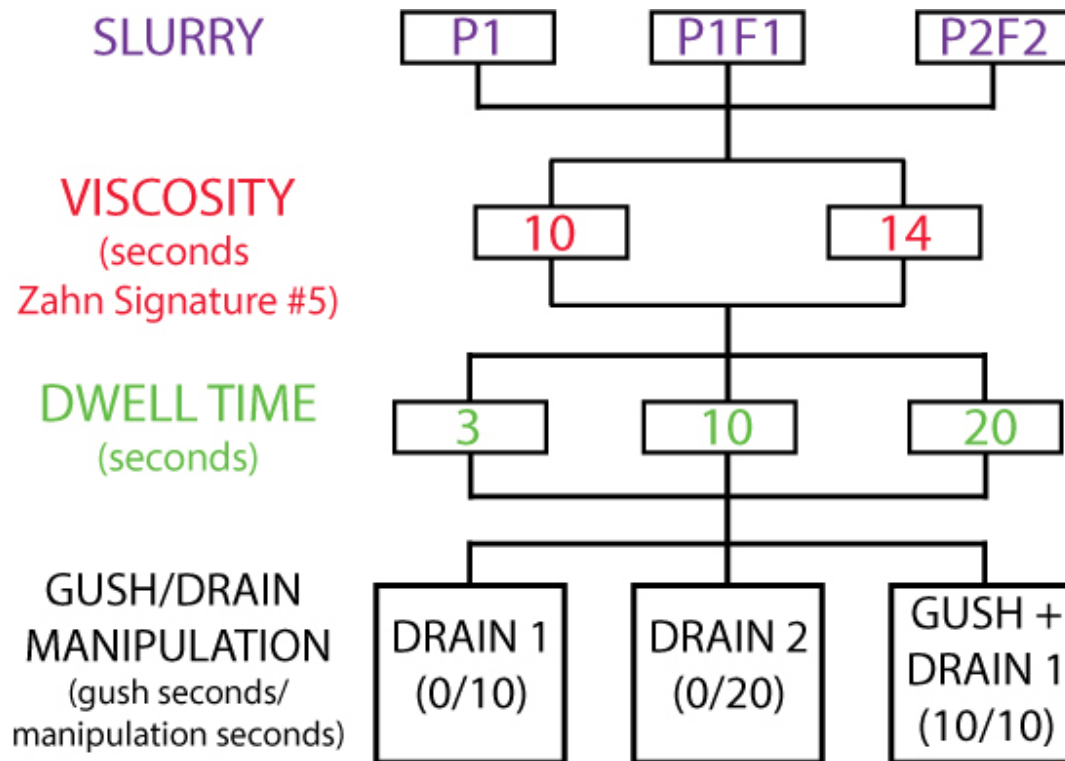 SLURRY P1 P1F1 P2F2
VISCOSITY
(seconds
Zahn Signature #5)
10 14
DWELL TIME
(seconds)
3 10 20
GUSH/DRAIN
MANIPULATION
(gush seconds/
manipulation seconds)
DRAIN 1
(0/10)
DRAIN 2
(0/20)
GUSH +
DRAIN 1
(10/10)